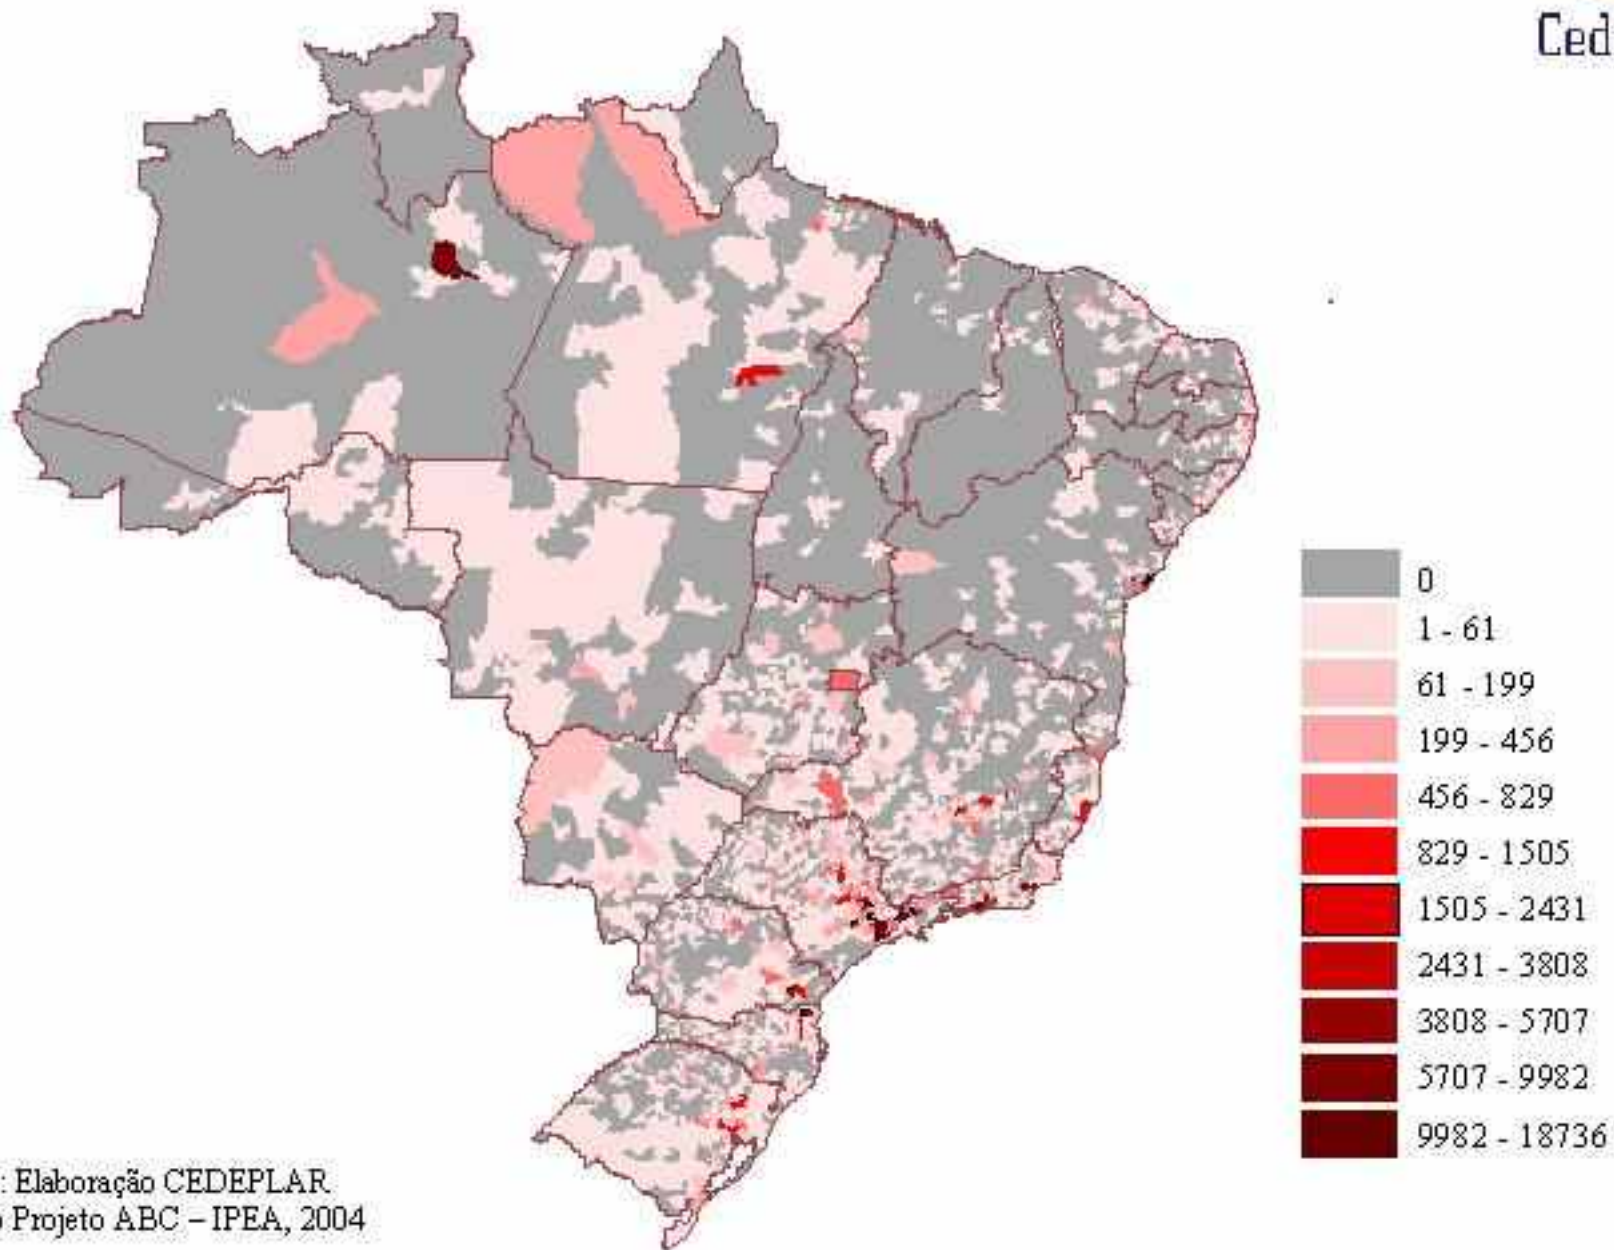 Ced
0
1 - 61
61 - 199
199 - 456
456 - 829
829 - 1505
1505 - 2431
2431 - 3808
3808 - 5707
5707 - 9982
9982 - 18736
: Elaboração CEDEPLAR
o Projeto ABC – IPEA, 2004